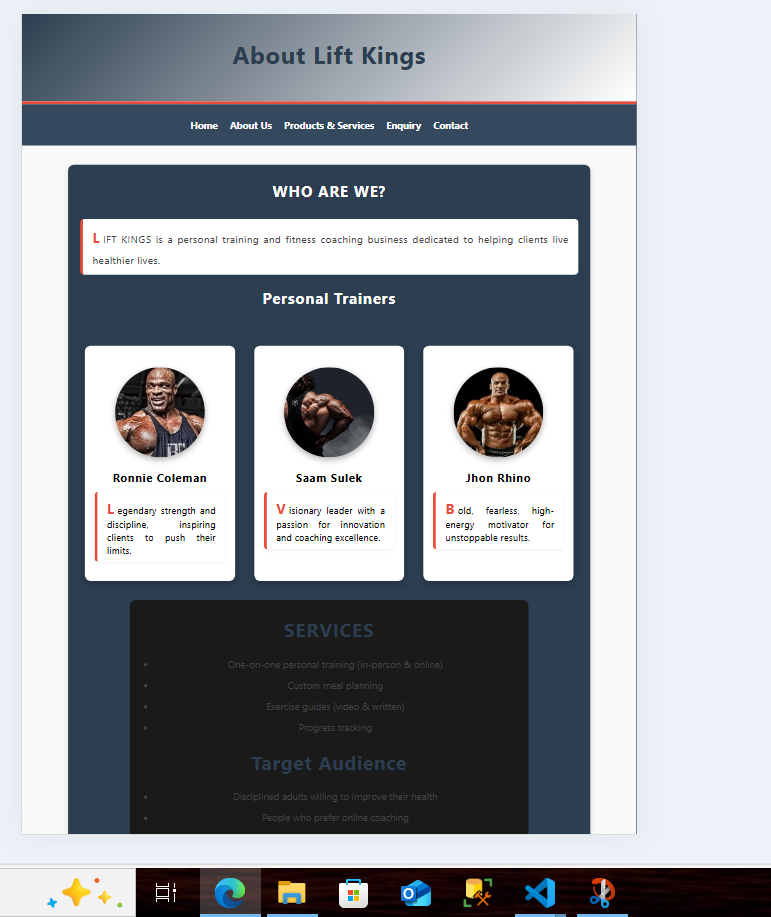 About Lift Kings
Home About Us Products & Services Enquiry Contact
WHO ARE WE?
L IFT KINGS is a personal training and fitness coaching business dedicated to helping clients live
healthier lives.
Personal Trainers
Ronnie Coleman
L egendary strength and
discipline, inspiring
clients to push their
limits.
Saam Sulek
V isionary leader with a
passion for innovation
and coaching excellence.
Jhon Rhino
B old, fearless, high-
energy motivator for
unstoppable results.
SERVICES
• One-on-one personal training (in-person & online)
• Custom meal planning
• Exercise guides (video & written)
• Progress tracking
Target Audience
• Disciplined adults willing to improve their health
• People who prefer online coaching